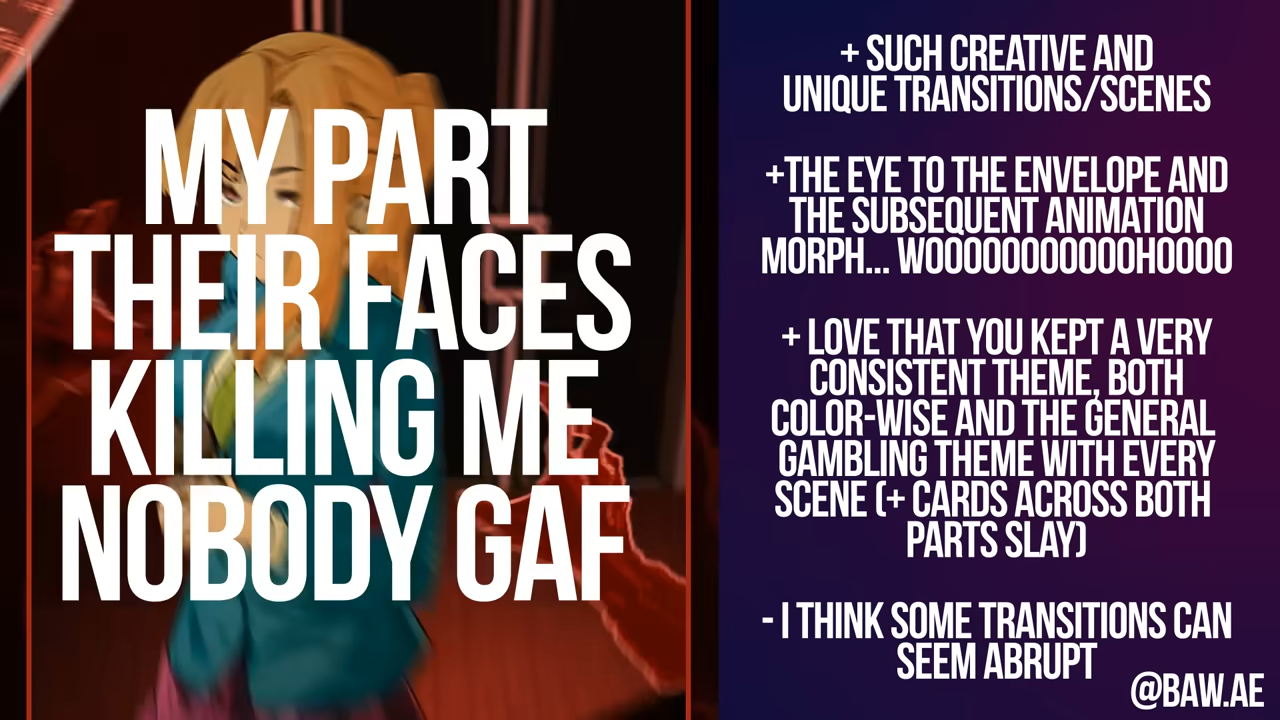 MY PART
THEIR FACES
KILLING ME
NOBODY GAF
+ SUCH CREATIVE AND
UNIQUE TRANSITIONS/SCENES
+THE EYE TO THE ENVELOPE AND
THE SUBSEQUENT ANIMATION
MORPH... WOOOOOOOOOOOHOOOO
+ LOVE THAT YOU KEPT A VERY
CONSISTENT THEME, BOTH
COLOR-WISE AND THE GENERAL
GAMBLING THEME WITH EVERY
SCENE (+ CARDS ACROSS BOTH
PARTS SLAY)
- I THINK SOME TRANSITIONS CAN
SEEM ABRUPT
@BAW.AE